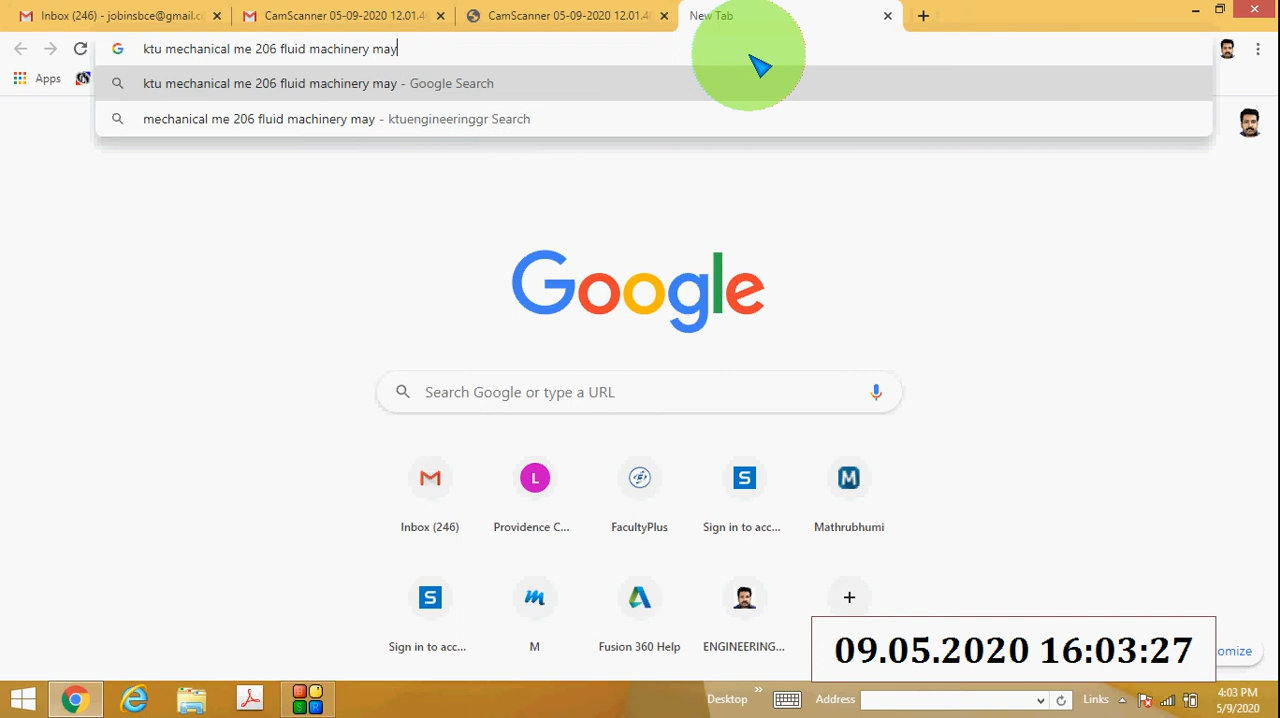 Inbox (246) - jobinsbce@gmail.c
CamScanner 05-09-2020 12.01.4
CamScanner 05-09-2020 12.01.4
New Tab
ktu mechanical me 206 fluid machinery may
Apps
ktu mechanical me 206 fluid machinery may - Google Search
mechanical me 206 fluid machinery may - ktuengineeringgr Search
Google
Search Google or type a URL
Inbox (246)
L
Providence C...
FacultyPlus
S
Sign in to acc...
M
Mathrubhumi
S
Sign in to acc...
m
M
Fusion 360 Help
ENGINEERING...
09.05.2020 16:03:27
omize
Desktop
Address
Links
4:03 PM
5/9/2020